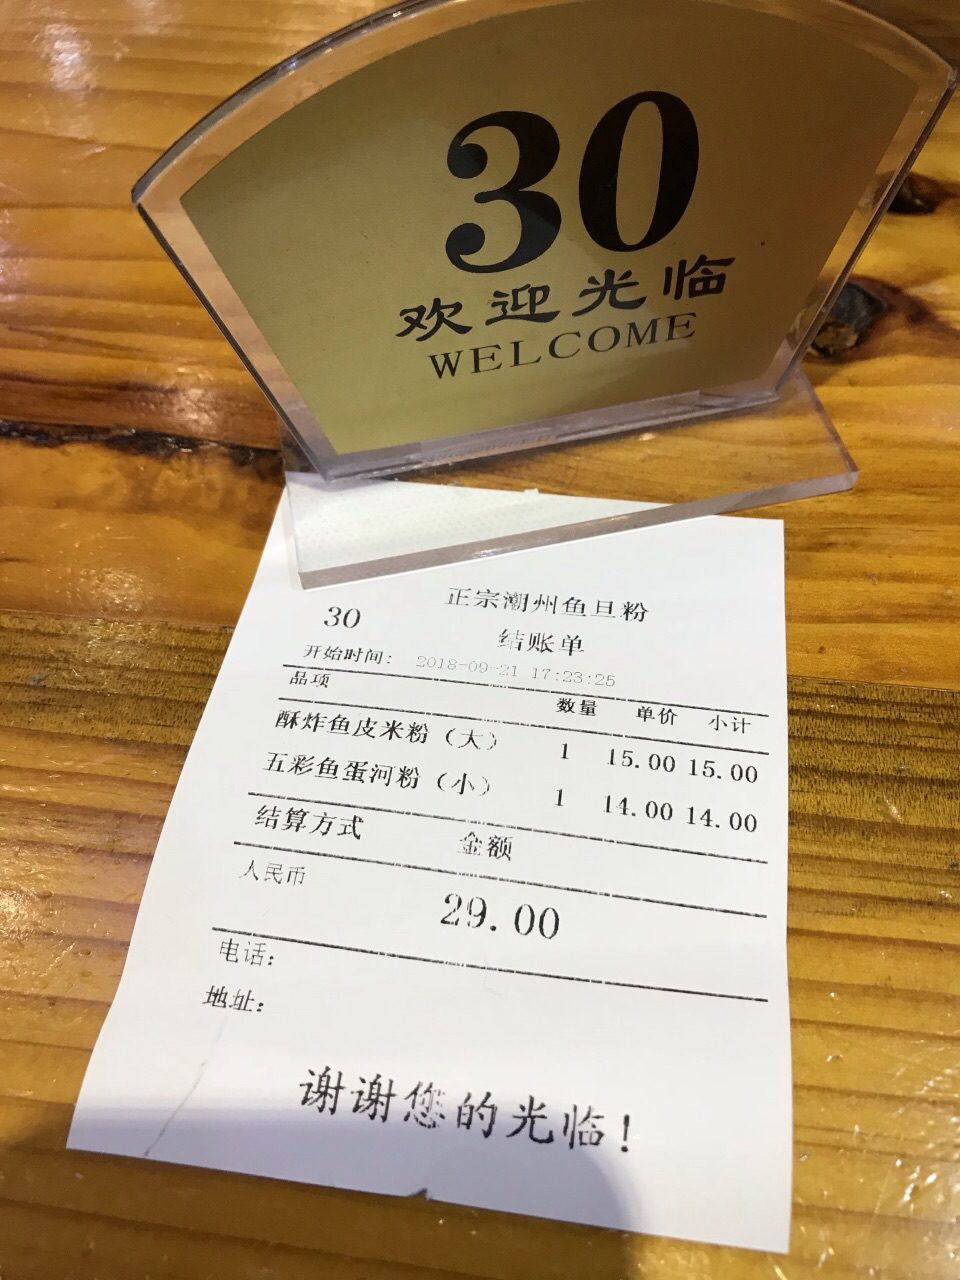 30
欢迎光临
WELCOME
正宗潮州鱼旦粉
30
结账单
开始时间: 2018-09-21 17:23:25
品项 数量 单价 小计
酥炸鱼皮米粉（大） 1 15.00 15.00
五彩鱼蛋河粉（小） 1 14.00 14.00
结算方式 金额
人民币 29.00
电话:
地址:
谢谢您的光临!